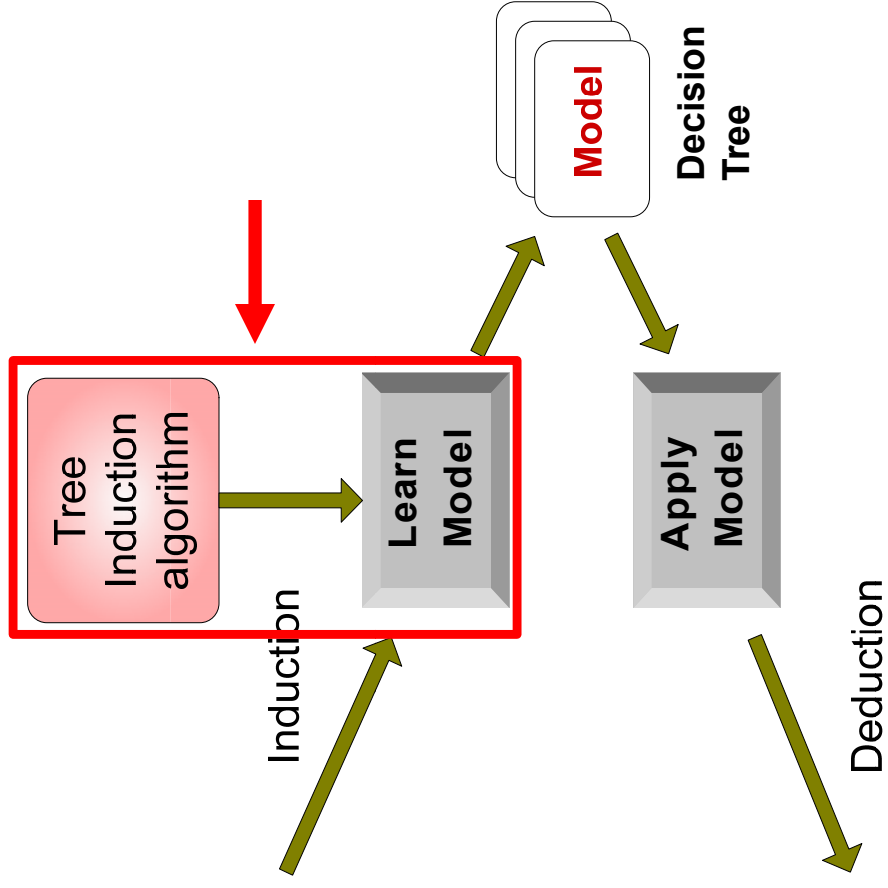 Tree
Induction
algorithm
Induction
Learn
Model
Model
Decision
Tree
Apply
Model
Deduction